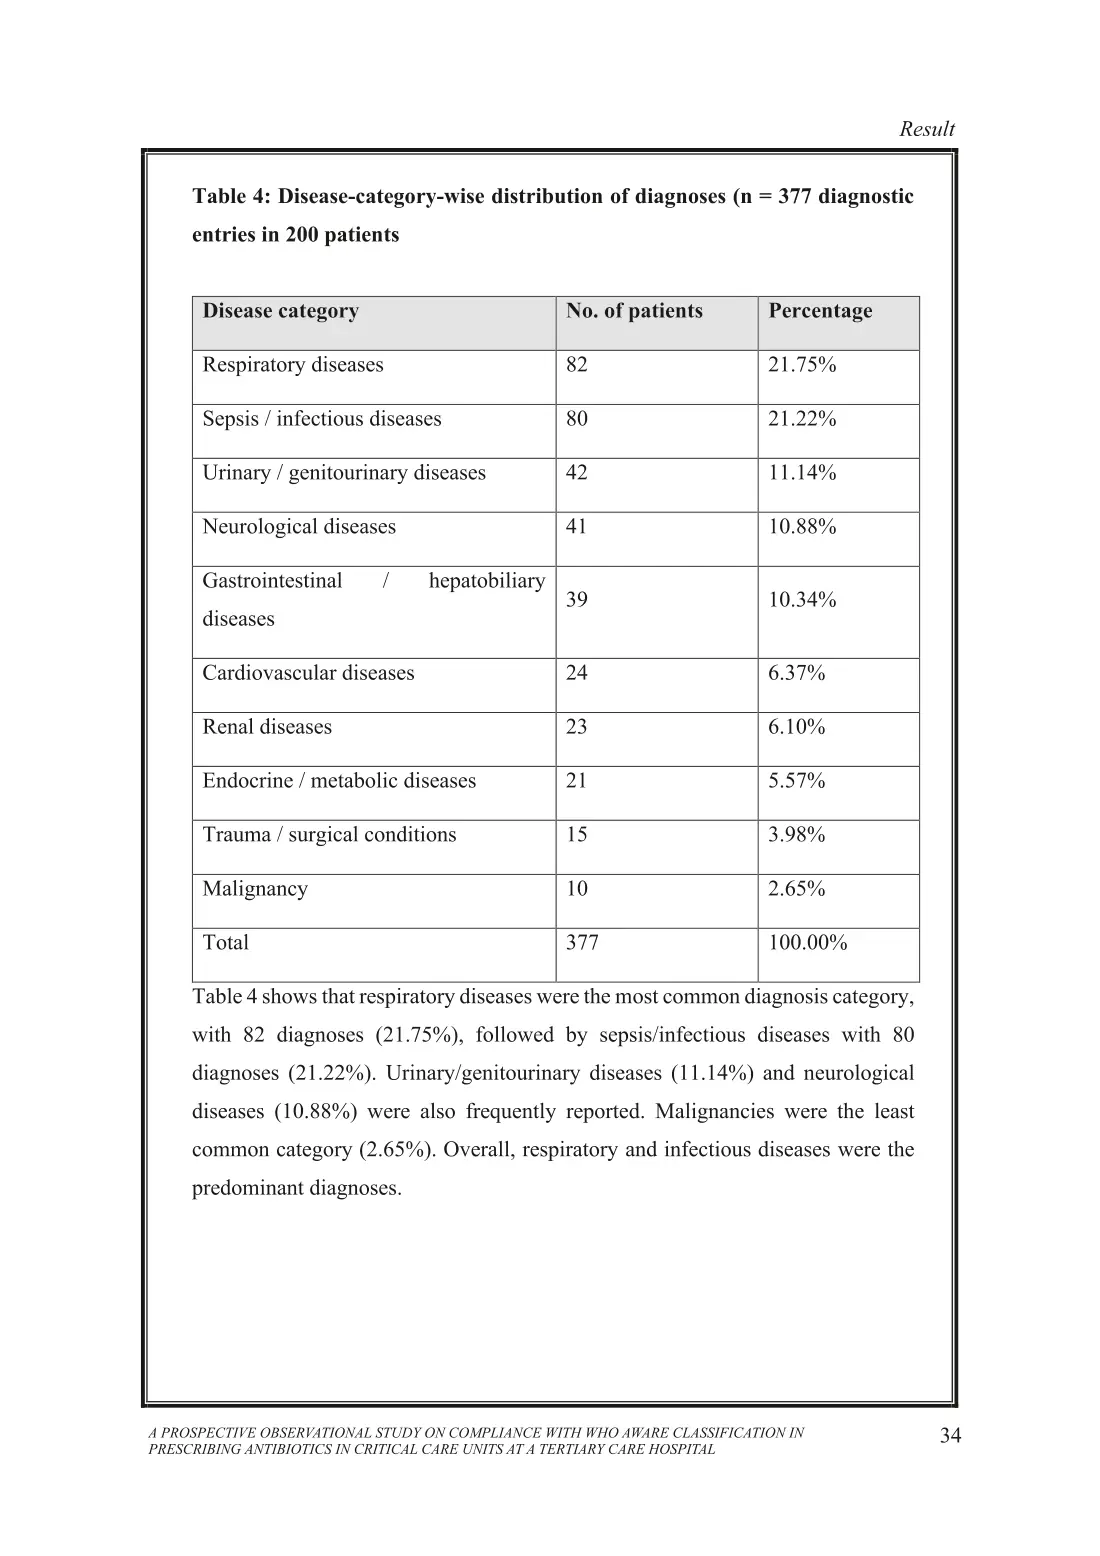 Result
Table 4: Disease-category-wise distribution of diagnoses (n = 377 diagnostic
entries in 200 patients
Disease category No. of patients Percentage
Respiratory diseases 82 21.75%
Sepsis / infectious diseases 80 21.22%
Urinary / genitourinary diseases 42 11.14%
Neurological diseases 41 10.88%
Gastrointestinal / hepatobiliary
diseases 39 10.34%
Cardiovascular diseases 24 6.37%
Renal diseases 23 6.10%
Endocrine / metabolic diseases 21 5.57%
Trauma / surgical conditions 15 3.98%
Malignancy 10 2.65%
Total 377 100.00%
Table 4 shows that respiratory diseases were the most common diagnosis category,
with 82 diagnoses (21.75%), followed by sepsis/infectious diseases with 80
diagnoses (21.22%). Urinary/genitourinary diseases (11.14%) and neurological
diseases (10.88%) were also frequently reported. Malignancies were the least
common category (2.65%). Overall, respiratory and infectious diseases were the
predominant diagnoses.
A PROSPECTIVE OBSERVATIONAL STUDY ON COMPLIANCE WITH WHO AWARE CLASSIFICATION IN
PRESCRIBING ANTIBIOTICS IN CRITICAL CARE UNITS AT A TERTIARY CARE HOSPITAL
34